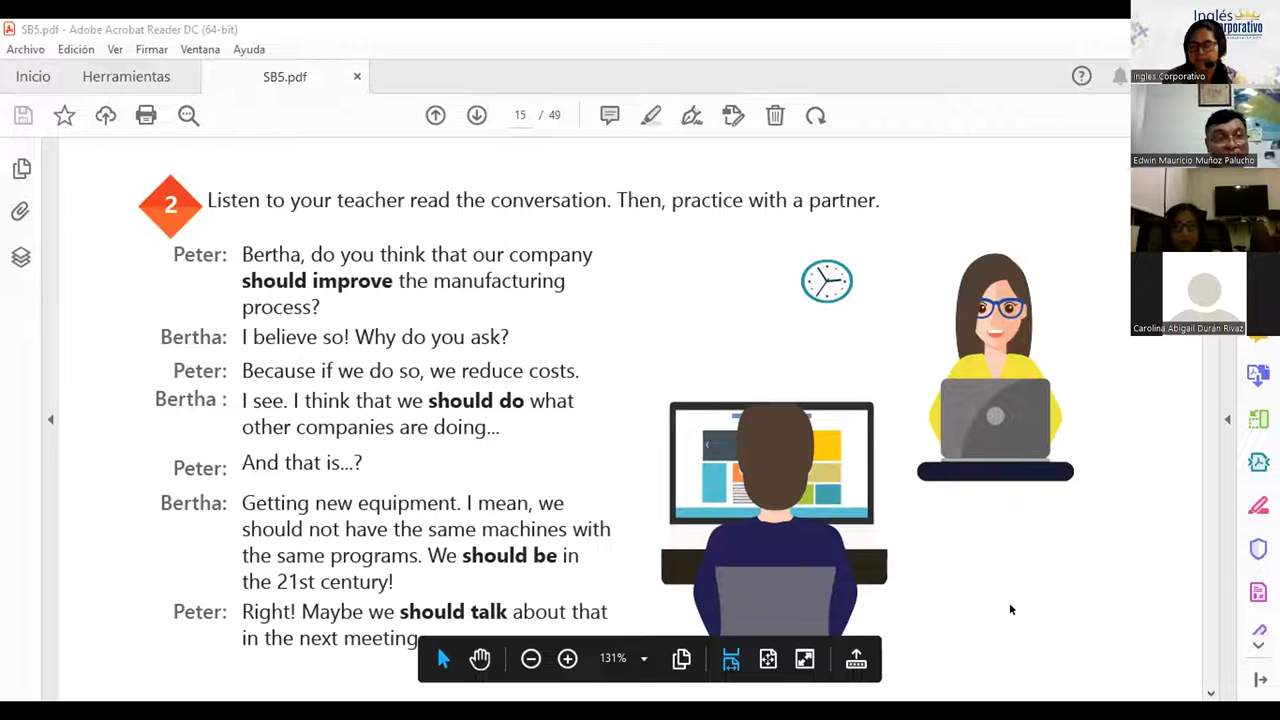 SB5.pdf - Adobe Acrobat Reader DC (64-bit)
Archivo Edición Ver Firmar Ventana Ayuda
Inicio Herramientas SB5.pdf ×
15 / 49
2 Listen to your teacher read the conversation. Then, practice with a partner.
Peter: Bertha, do you think that our company
should improve the manufacturing
process?
Bertha: I believe so! Why do you ask?
Peter: Because if we do so, we reduce costs.
Bertha : I see. I think that we should do what
other companies are doing...
Peter: And that is...?
Bertha: Getting new equipment. I mean, we
should not have the same machines with
the same programs. We should be in
the 21st century!
Peter: Right! Maybe we should talk about that
in the next meeting
131%
Inglés
orporativo
Ingles Corporativo
Edwin Mauricio Muñoz Palucho
Carolina Abigail Durán Rivaz